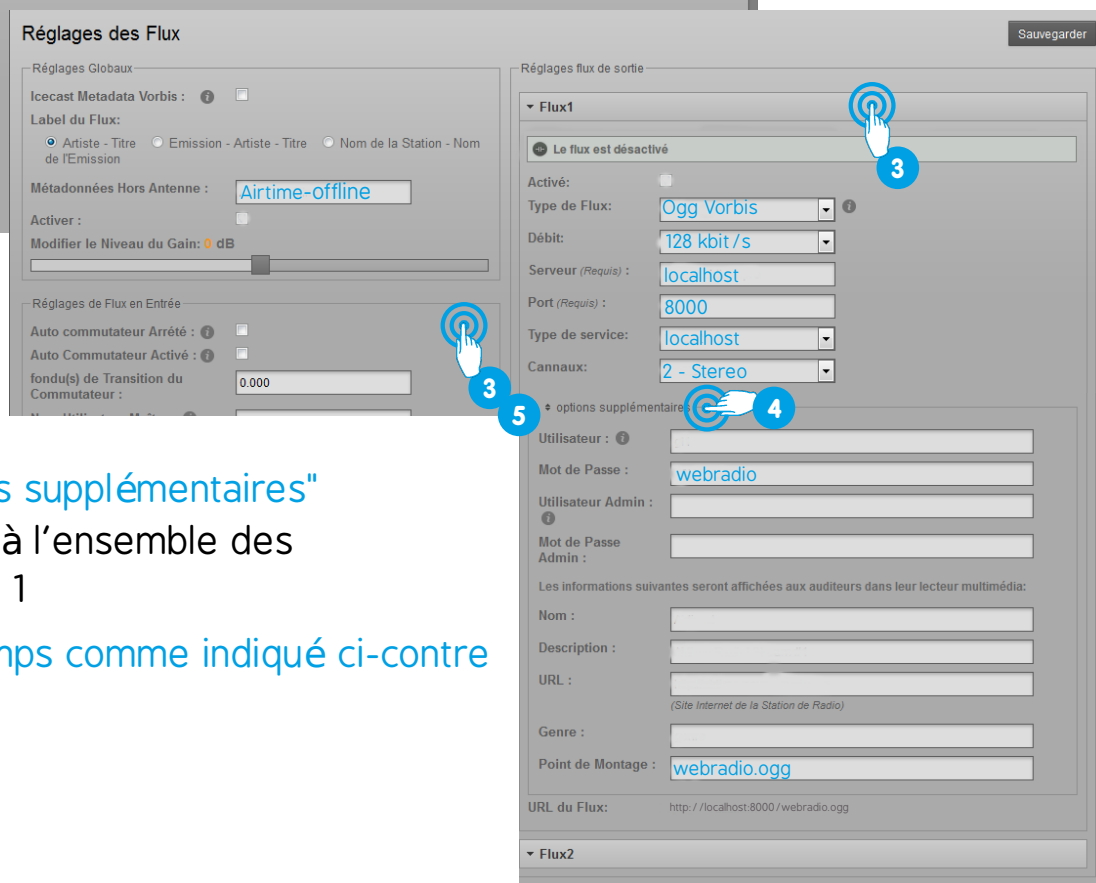 Réglages des Flux
Sauvegarder
Réglages Globaux
Icecast Metadata Vorbis :
Label du Flux:
Artiste - Titre Emission - Artiste - Titre Nom de la Station - Nom
de l'Emission
Métadonnées Hors Antenne : Airtime-offline
Activer :
Modifier le Niveau du Gain: 0 dB
Réglages de Flux en Entrée
Auto commutateur Arrété :
Auto Commutateur Activé :
fondu(s) de Transition du
Commutateur :
0.000
3
5
s supplémentaires"
à l'ensemble des
1
mps comme indiqué ci-contre
Réglages flux de sortie
Flux1
3
Le flux est désactivé
Activé:
Type de Flux: Ogg Vorbis
Débit: 128 kbit/s
Serveur (Requis) : localhost
Port (Requis) : 8000
Type de service: localhost
Cannaux: 2 - Stereo
options supplémentaires
4
Utilisateur :
Mot de Passe : webradio
Utilisateur Admin :
Mot de Passe
Admin :
Les informations suivantes seront affichées aux auditeurs dans leur lecteur multimédia:
Nom :
Description :
URL :
(Site Internet de la Station de Radio)
Genre :
Point de Montage : webradio.ogg
URL du Flux: http://localhost:8000/webradio.ogg
Flux2